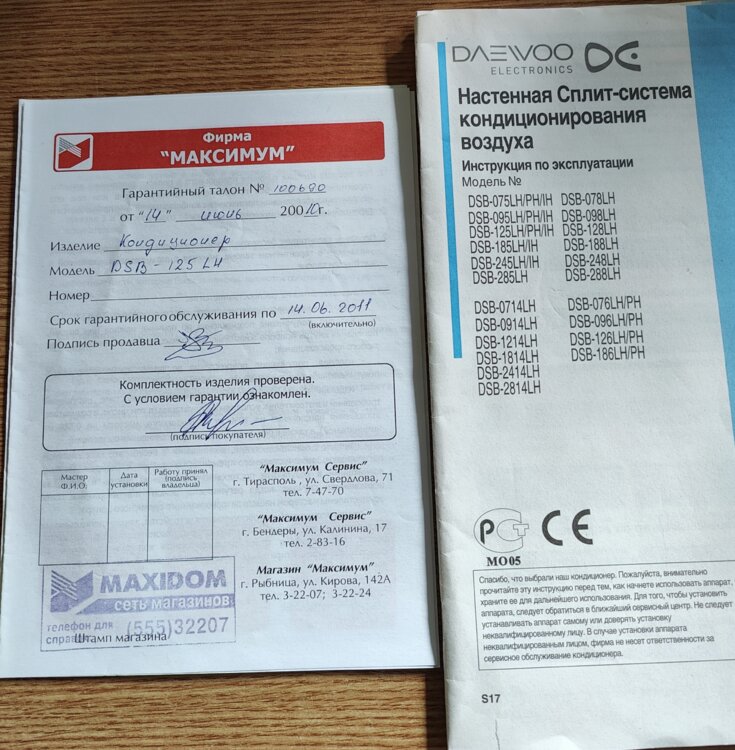 Фирма
"МАКСИМУМ"
Гарантийный талон № 100690
от "14" июнь 2010г.
Изделие Кондиционер
Модель DSB-125 LH
Номер
Срок гарантийного обслуживания по 14.06.2011
(включительно)
Подпись продавца
Комплектность изделия проверена.
С условием гарантии ознакомлен.
(подпись покупателя)
Мастер Ф.И.О.
Дата установки
Работу принял (подпись владельца)
"Максимум Сервис"
г. Тирасполь , ул. Свердлова, 71
тел. 7-47-70
"Максимум Сервис"
г. Бендеры, ул. Калинина, 17
тел. 2-83-16
Магазин "Максимум"
г. Рыбница, ул. Кирова, 142А
тел. 3-22-07; 3-22-24
MAXIDOM
сеть магазинов
телефон для
справок (555)32207
Штамп магазина
DAEWOO
ELECTRONICS
Настенная Сплит-система
кондиционирования
воздуха
Инструкция по эксплуатации
Модель №
DSB-075LH/PH/IH DSB-078LH
DSB-095LH/PH/IH DSB-098LH
DSB-125LH/PH/IH DSB-128LH
DSB-185LH/IH DSB-188LH
DSB-245LH/IH DSB-248LH
DSB-285LH DSB-288LH
DSB-0714LH DSB-076LH/PH
DSB-0914LH DSB-096LH/PH
DSB-1214LH DSB-126LH/PH
DSB-1814LH DSB-186LH/PH
DSB-2414LH
DSB-2814LH
РСТ CE
МО05
Спасибо, что выбрали наш кондиционер. Пожалуйста, внимательно
прочитайте эту инструкцию перед тем, как начнете использовать аппарат,
храните ее для дальнейшего использования. Для того, чтобы установить
аппарата, следует обратиться в ближайший сервисный центр. Не следует
устанавливать аппарат самому или доверять установку
неквалифицированному лицу. В случае установки аппарата
неквалифицированным лицом, фирма не несет ответственности за
сервисное обслуживание кондиционера.
S17